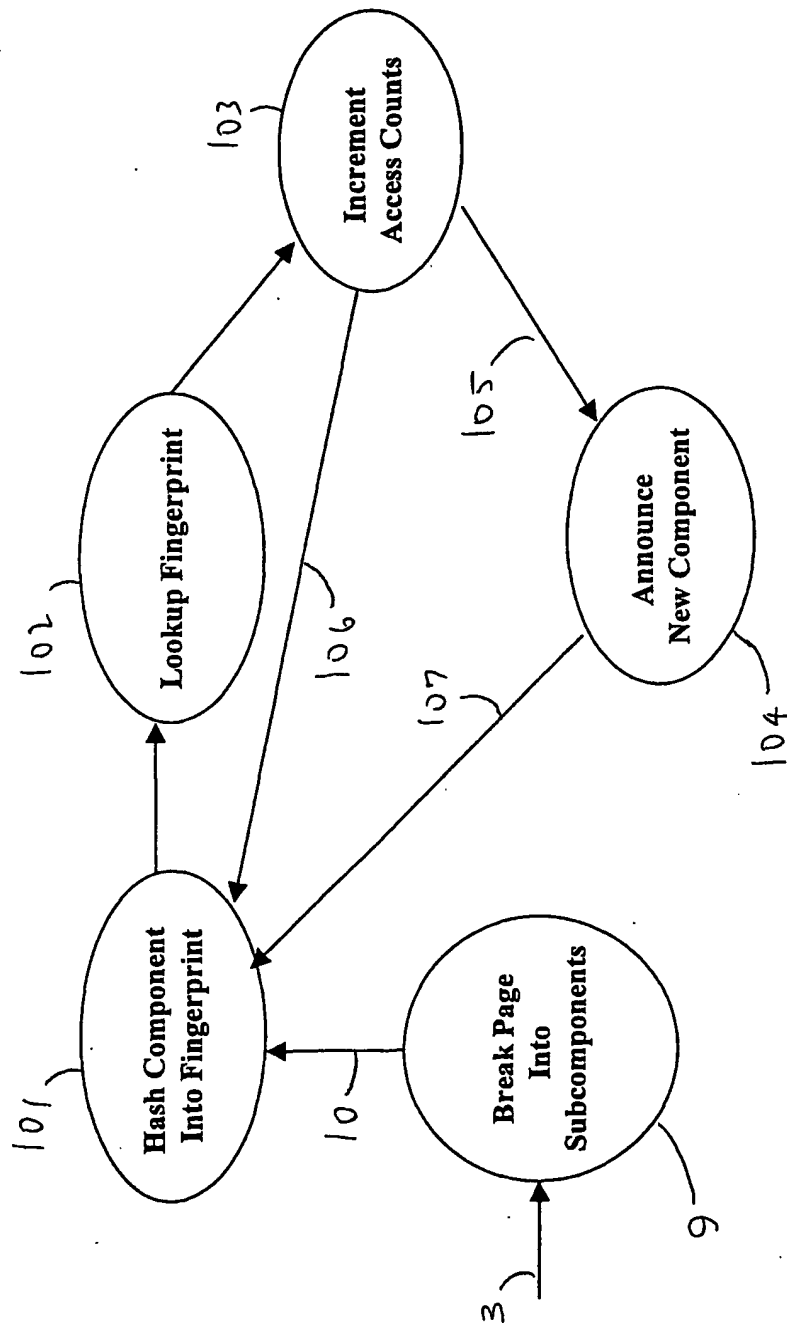 101
Hash Component
Into Fingerprint
102
Lookup Fingerprint
103
Increment
Access Counts
106
10
107
105
3
Break Page
Into
Subcomponents
9
Announce
New Component
104